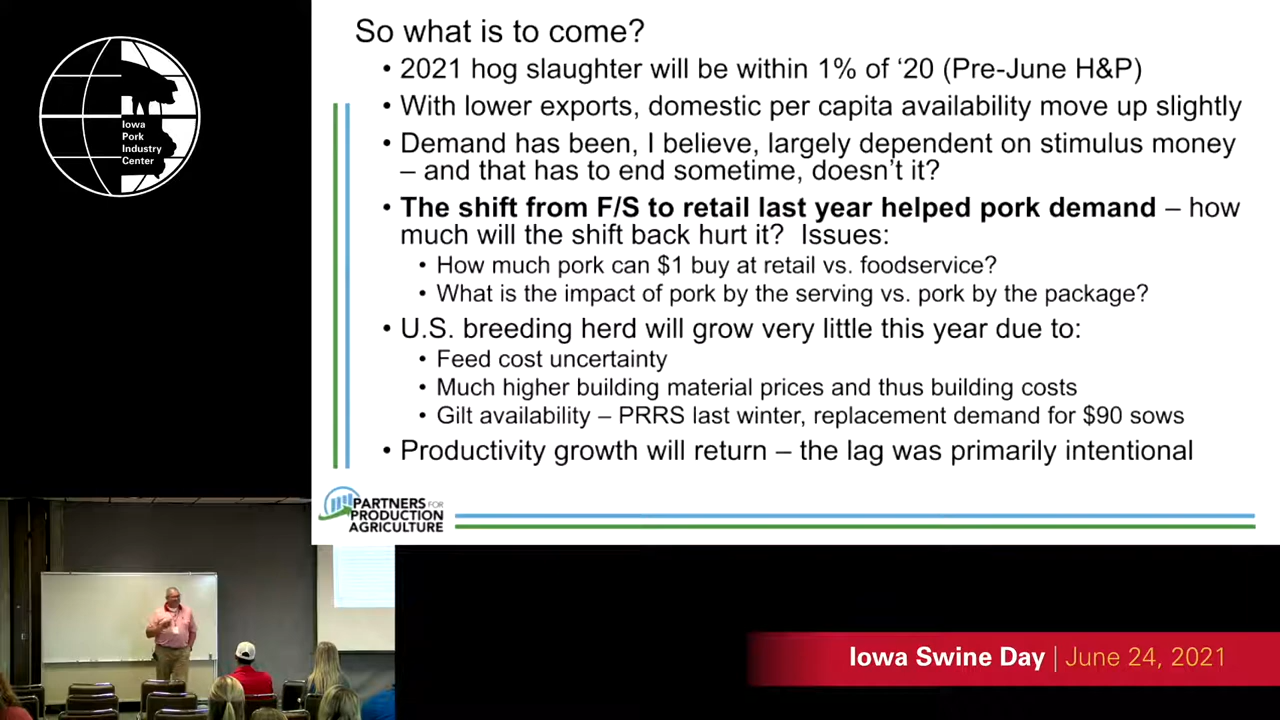 Iowa
Pork
Industry
Center
So what is to come?
• 2021 hog slaughter will be within 1% of ‘20 (Pre-June H&P)
• With lower exports, domestic per capita availability move up slightly
• Demand has been, I believe, largely dependent on stimulus money
– and that has to end sometime, doesn’t it?
• The shift from F/S to retail last year helped pork demand – how
much will the shift back hurt it?  Issues:
• How much pork can $1 buy at retail vs. foodservice?
• What is the impact of pork by the serving vs. pork by the package?
• U.S. breeding herd will grow very little this year due to:
• Feed cost uncertainty
• Much higher building material prices and thus building costs
• Gilt availability – PRRS last winter, replacement demand for $90 sows
• Productivity growth will return – the lag was primarily intentional
PARTNERS FOR
PRODUCTION
AGRICULTURE
Iowa Swine Day | June 24, 2021